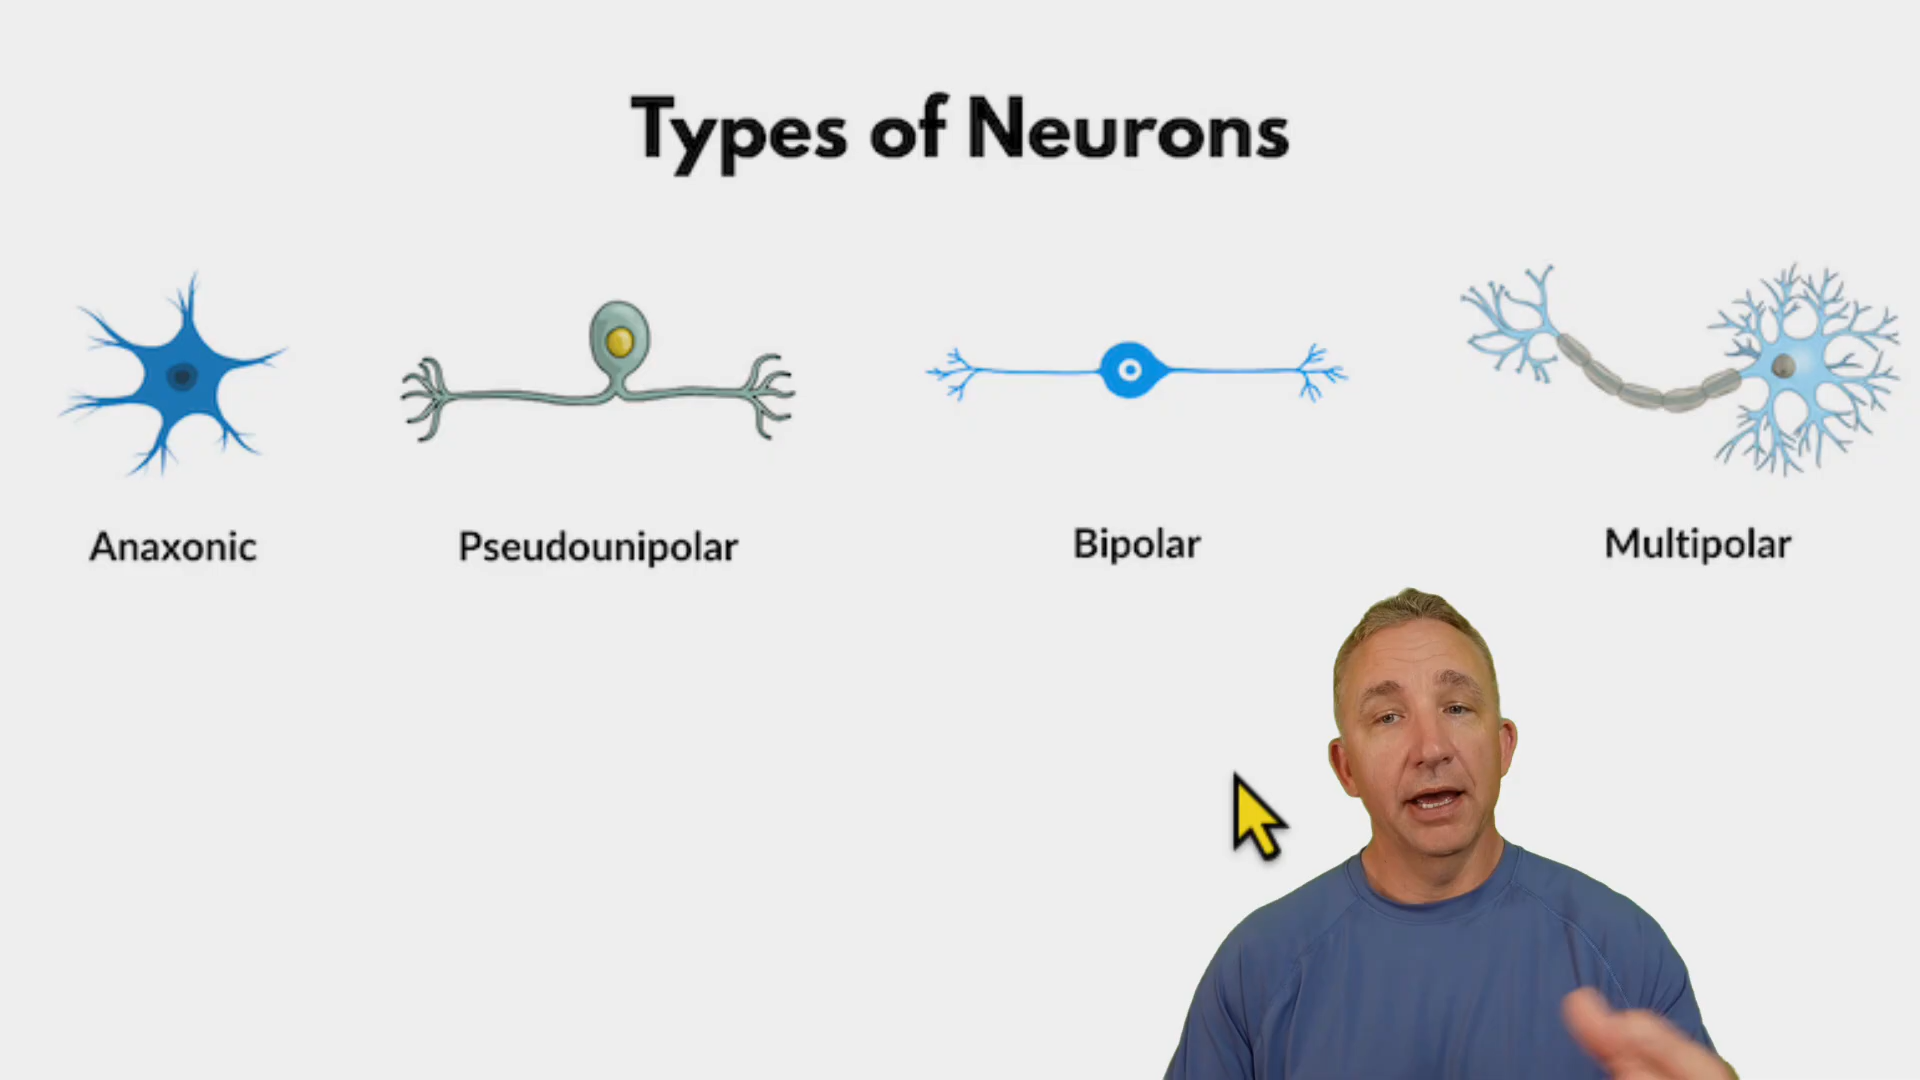 Types of Neurons
Anaxonic
Pseudounipolar
Bipolar
Multipolar